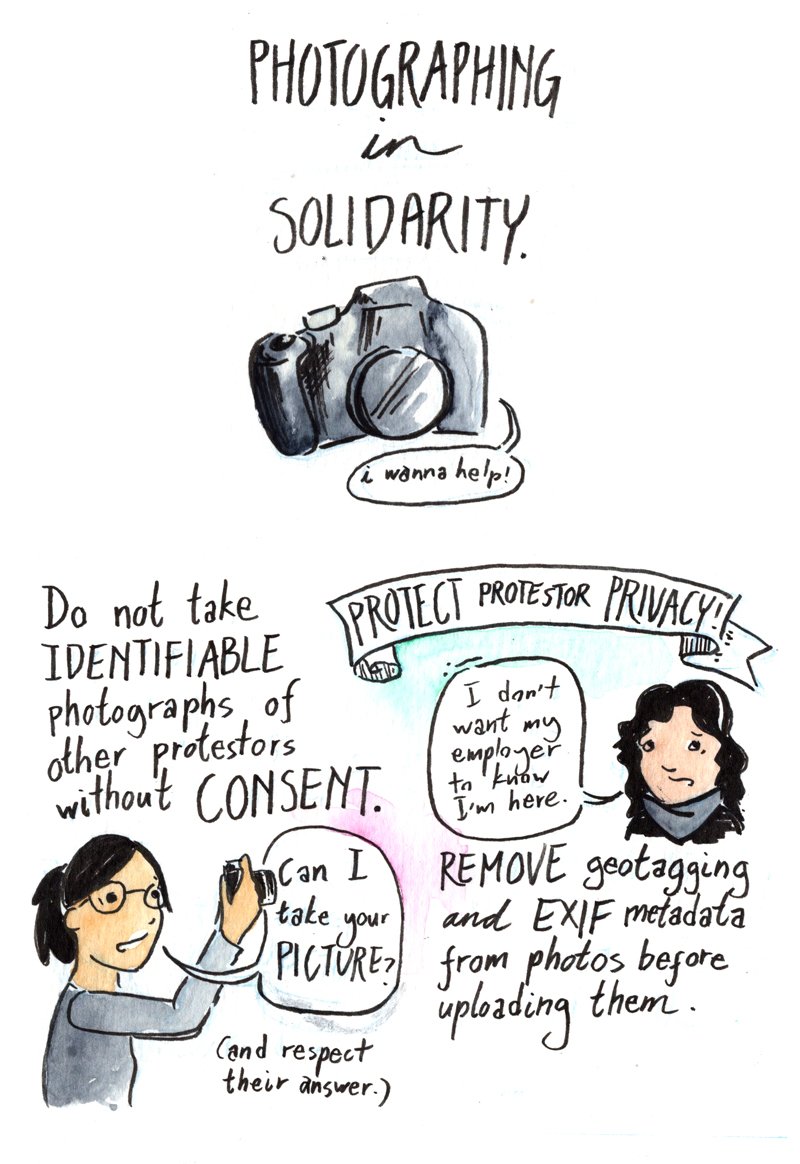 PHOTOGRAPHING
in
SOLIDARITY.
i wanna help!
Do not take
IDENTIFIABLE
photographs of
other protestors
without CONSENT.
Can I
take your
PICTURE?
(and respect
their answer.)
PROTECT PROTESTOR PRIVACY!
I don't
want my
employer
to know
I'm here.
REMOVE geotagging
and EXIF metadata
from photos before
uploading them.